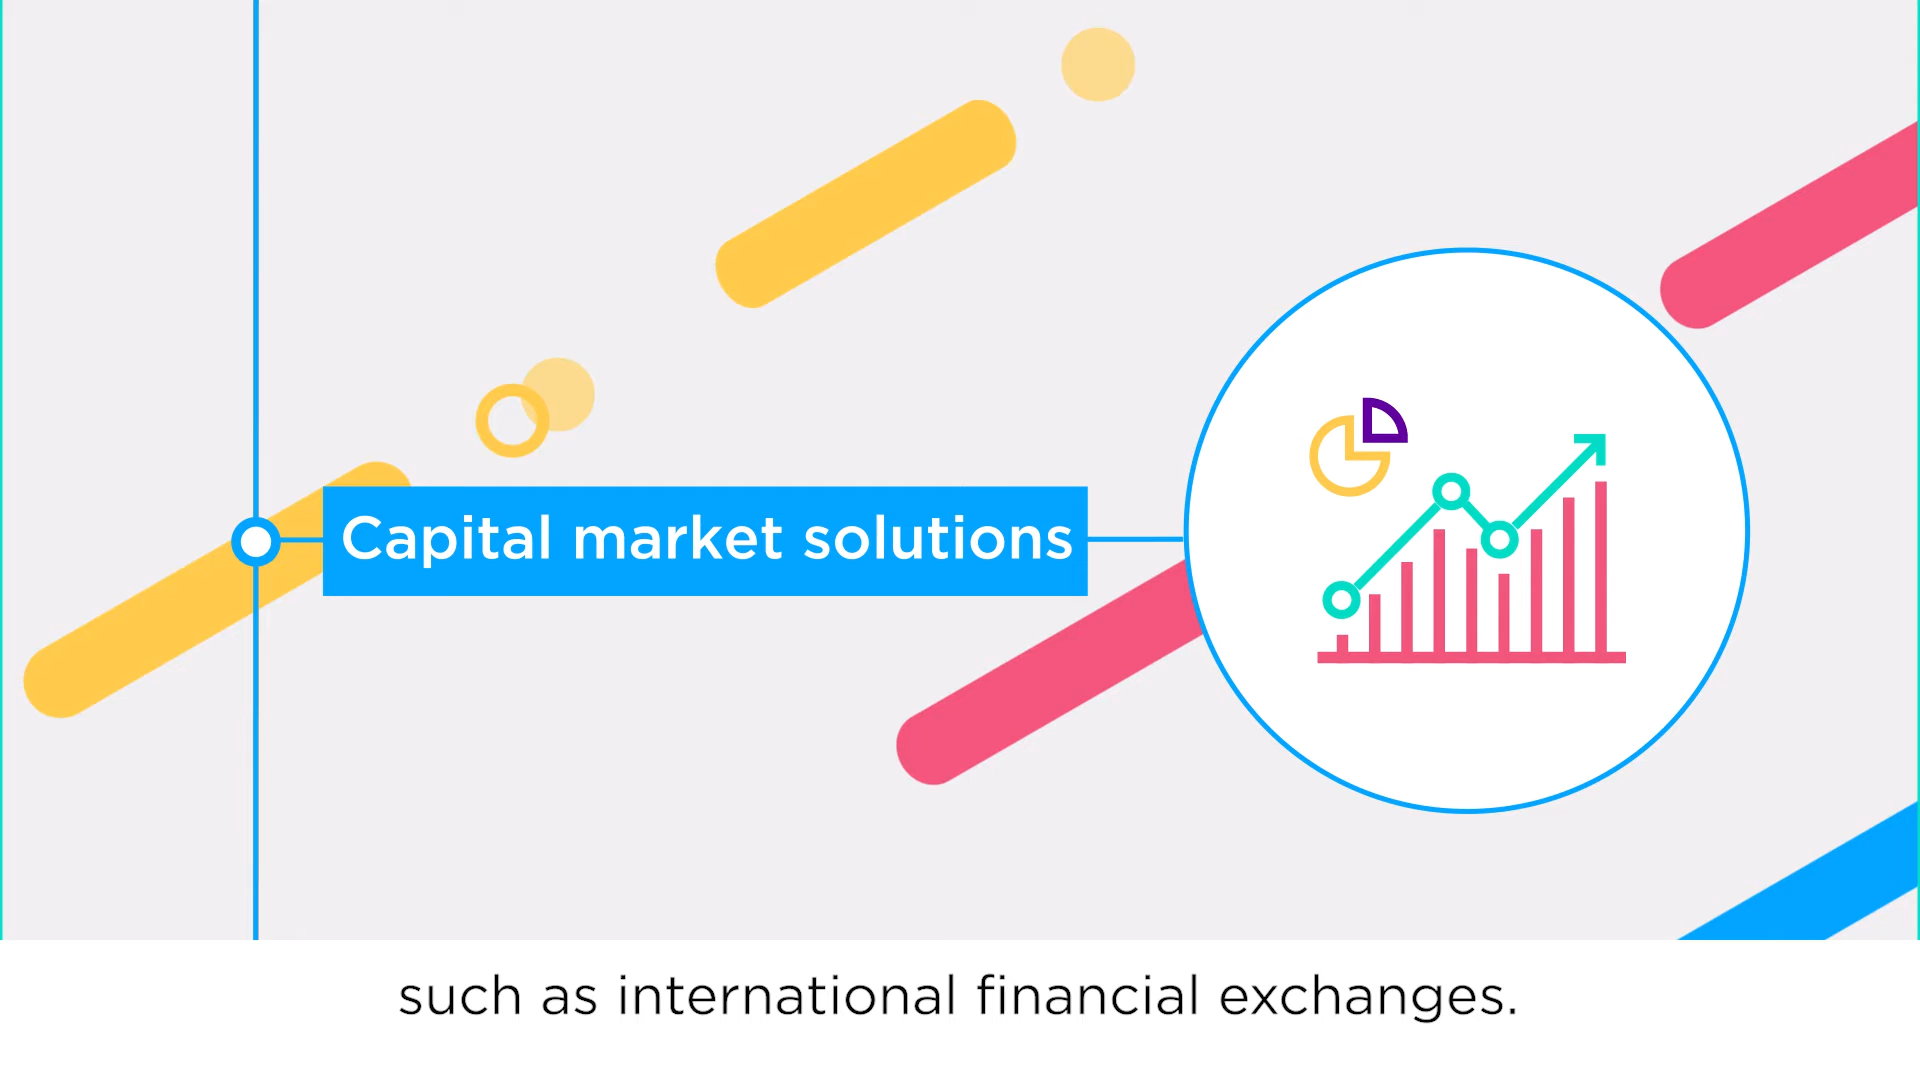 Capital market solutions
such as international financial exchanges.